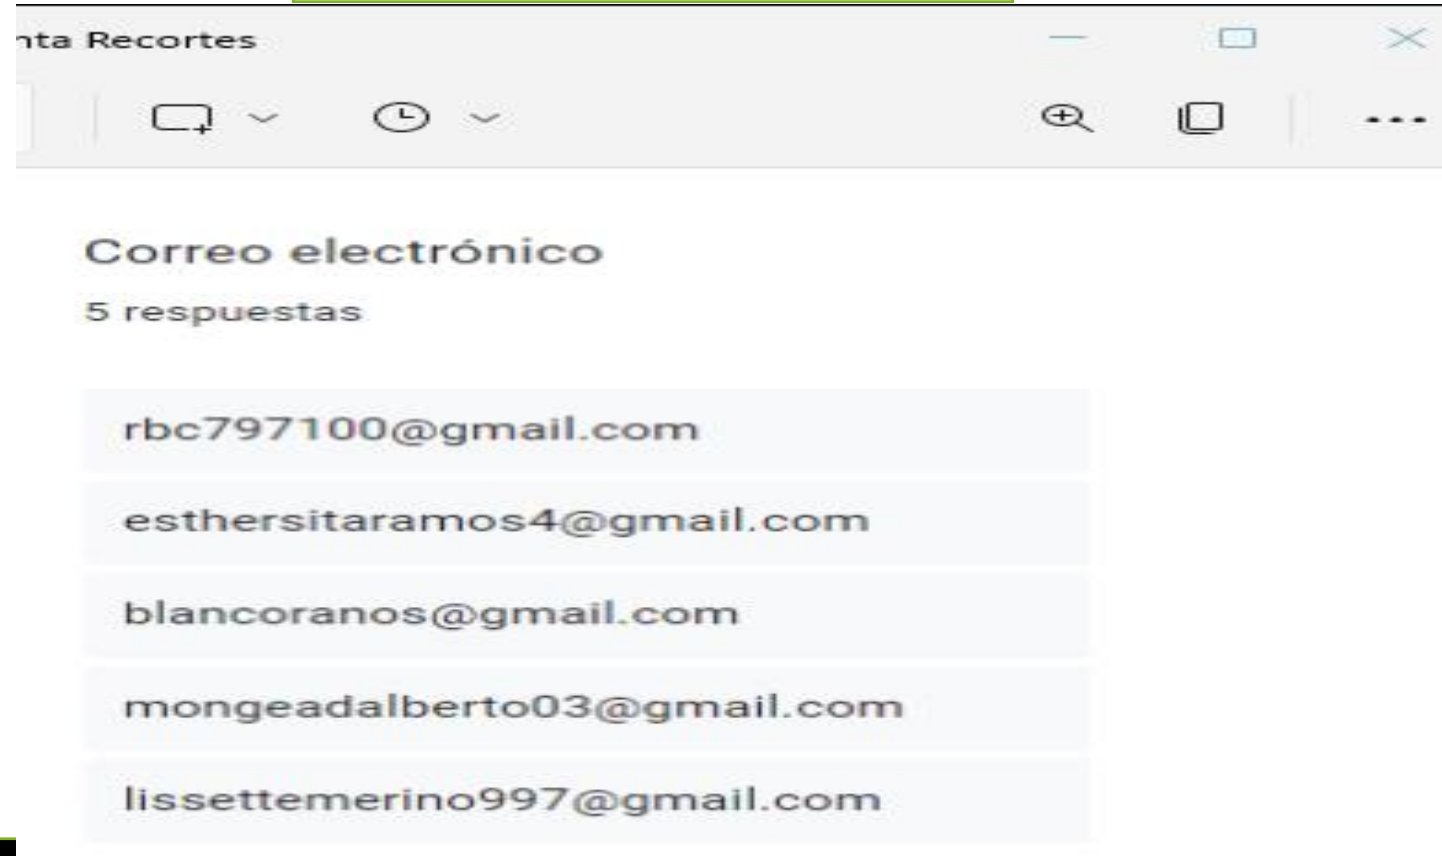 nta Recortes
Correo electrónico
5 respuestas
rbc797100@gmail.com
esthersitaramos4@gmail.com
blancoranos@gmail.com
mongeadalberto03@gmail.com
lissettemerino997@gmail.com